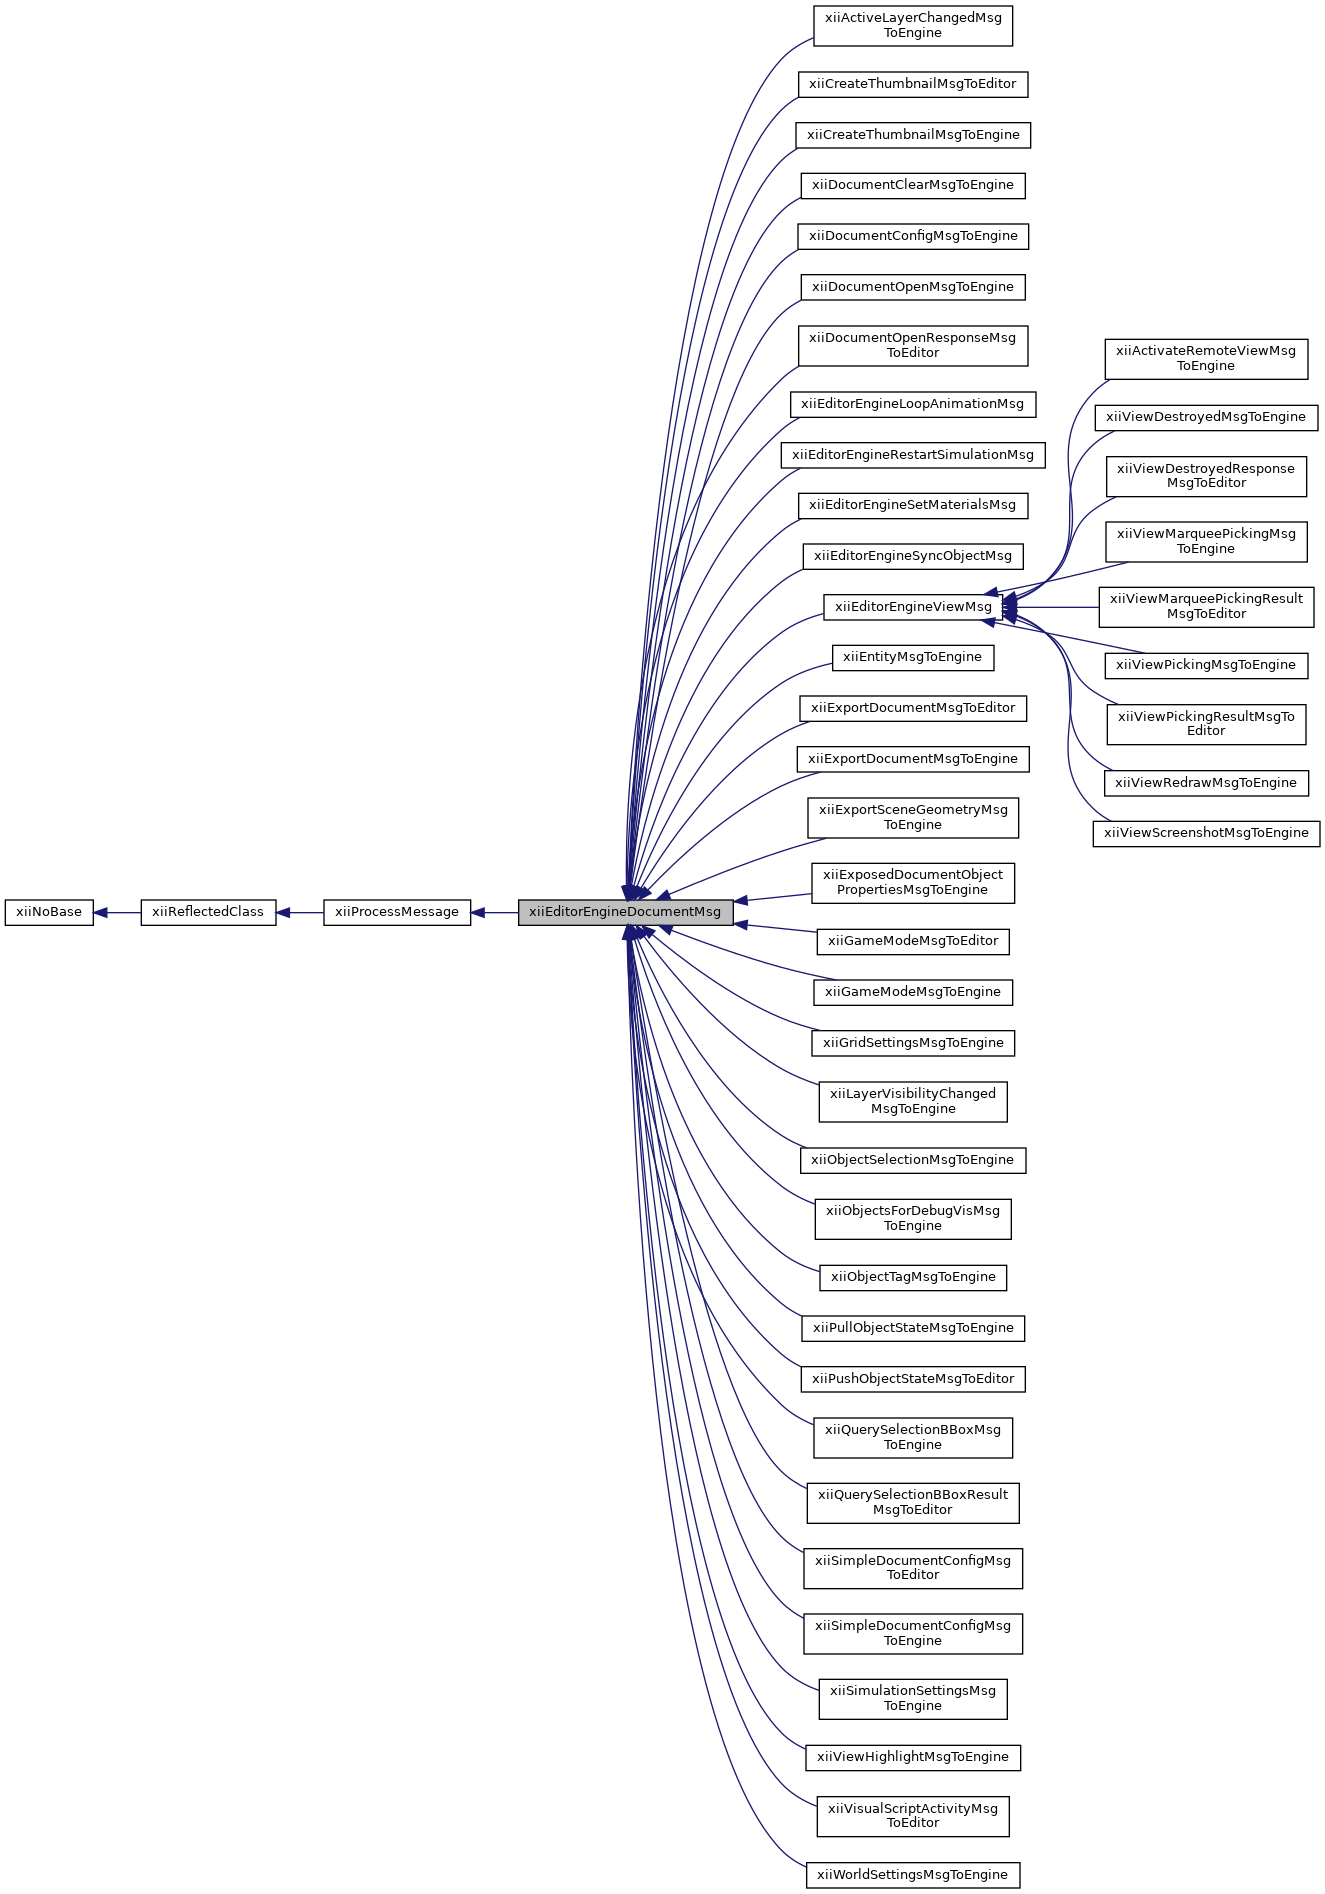 xiiNoBase
xiiReflectedClass
xiiProcessMessage
xiiEditorEngineDocumentMsg
xiiActiveLayerChangedMsg
ToEngine
xiiCreateThumbnailMsgToEditor
xiiCreateThumbnailMsgToEngine
xiiDocumentClearMsgToEngine
xiiDocumentConfigMsgToEngine
xiiDocumentOpenMsgToEngine
xiiDocumentOpenResponseMsg
ToEditor
xiiEditorEngineLoopAnimationMsg
xiiEditorEngineRestartSimulationMsg
xiiEditorEngineSetMaterialsMsg
xiiEditorEngineSyncObjectMsg
xiiEditorEngineViewMsg
xiiEntityMsgToEngine
xiiExportDocumentMsgToEditor
xiiExportDocumentMsgToEngine
xiiExportSceneGeometryMsg
ToEngine
xiiExposedDocumentObject
PropertiesMsgToEngine
xiiGameModeMsgToEditor
xiiGameModeMsgToEngine
xiiGridSettingsMsgToEngine
xiiLayerVisibilityChanged
MsgToEngine
xiiObjectSelectionMsgToEngine
xiiObjectsForDebugVisMsg
ToEngine
xiiObjectTagMsgToEngine
xiiPullObjectStateMsgToEngine
xiiPushObjectStateMsgToEditor
xiiQuerySelectionBBoxMsg
ToEngine
xiiQuerySelectionBBoxResult
MsgToEditor
xiiSimpleDocumentConfigMsg
ToEditor
xiiSimpleDocumentConfigMsg
ToEngine
xiiSimulationSettingsMsg
ToEngine
xiiViewHighlightMsgToEngine
xiiVisualScriptActivityMsg
ToEditor
xiiWorldSettingsMsgToEngine
xiiActivateRemoteViewMsg
ToEngine
xiiViewDestroyedMsgToEngine
xiiViewDestroyedResponse
MsgToEditor
xiiViewMarqueePickingMsg
ToEngine
xiiViewMarqueePickingResult
MsgToEditor
xiiViewPickingMsgToEngine
xiiViewPickingResultMsgTo
Editor
xiiViewRedrawMsgToEngine
xiiViewScreenshotMsgToEngine